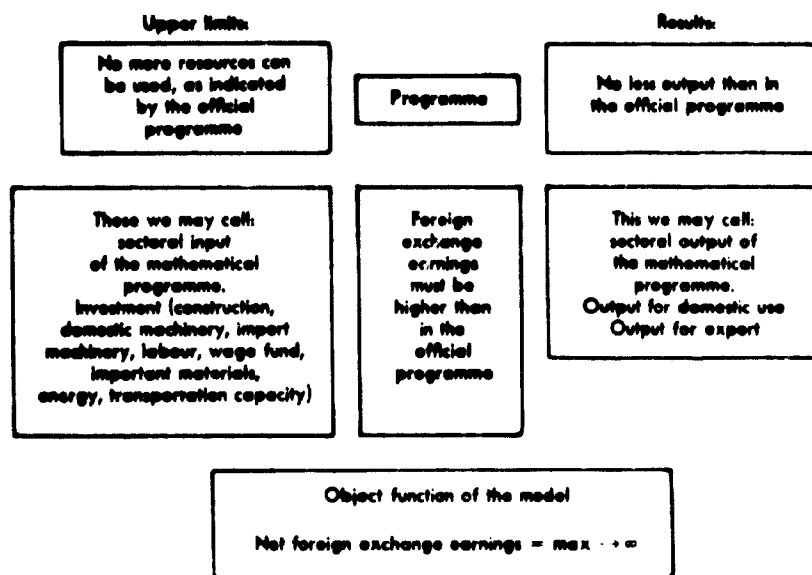 Upper limits:
No more resources can
be used, as indicated
by the official
programme
Programme
Results:
No less output than in
the official programme
These we may call:
sectoral input
of the mathematical
programme.
Investment (construction,
domestic machinery, import
machinery, labour, wage fund,
important materials,
energy, transportation capacity)
Foreign
exchange
earnings
must be
higher than
in the
official
programme
This we may call:
sectoral output of
the mathematical
programme.
Output for domestic use
Output for export
Object function of the model
Net foreign exchange earnings = max → ∞